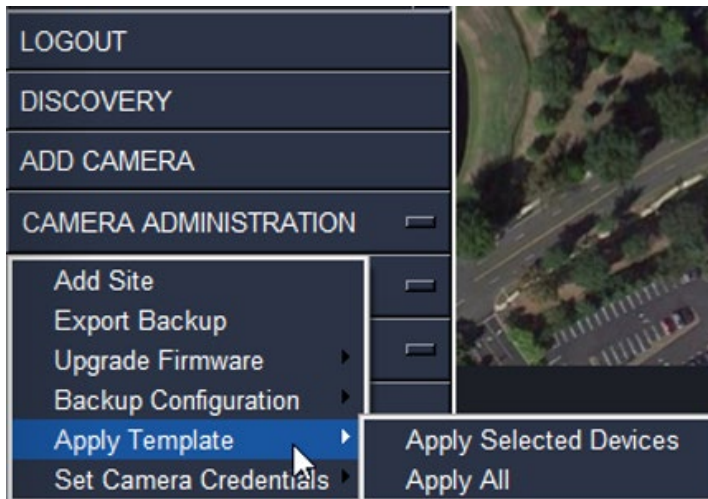 LOGOUT
DISCOVERY
ADD CAMERA
CAMERA ADMINISTRATION
Add Site
Export Backup
Upgrade Firmware
Backup Configuration
Apply Template
Set Camera Credentials
Apply Selected Devices
Apply All